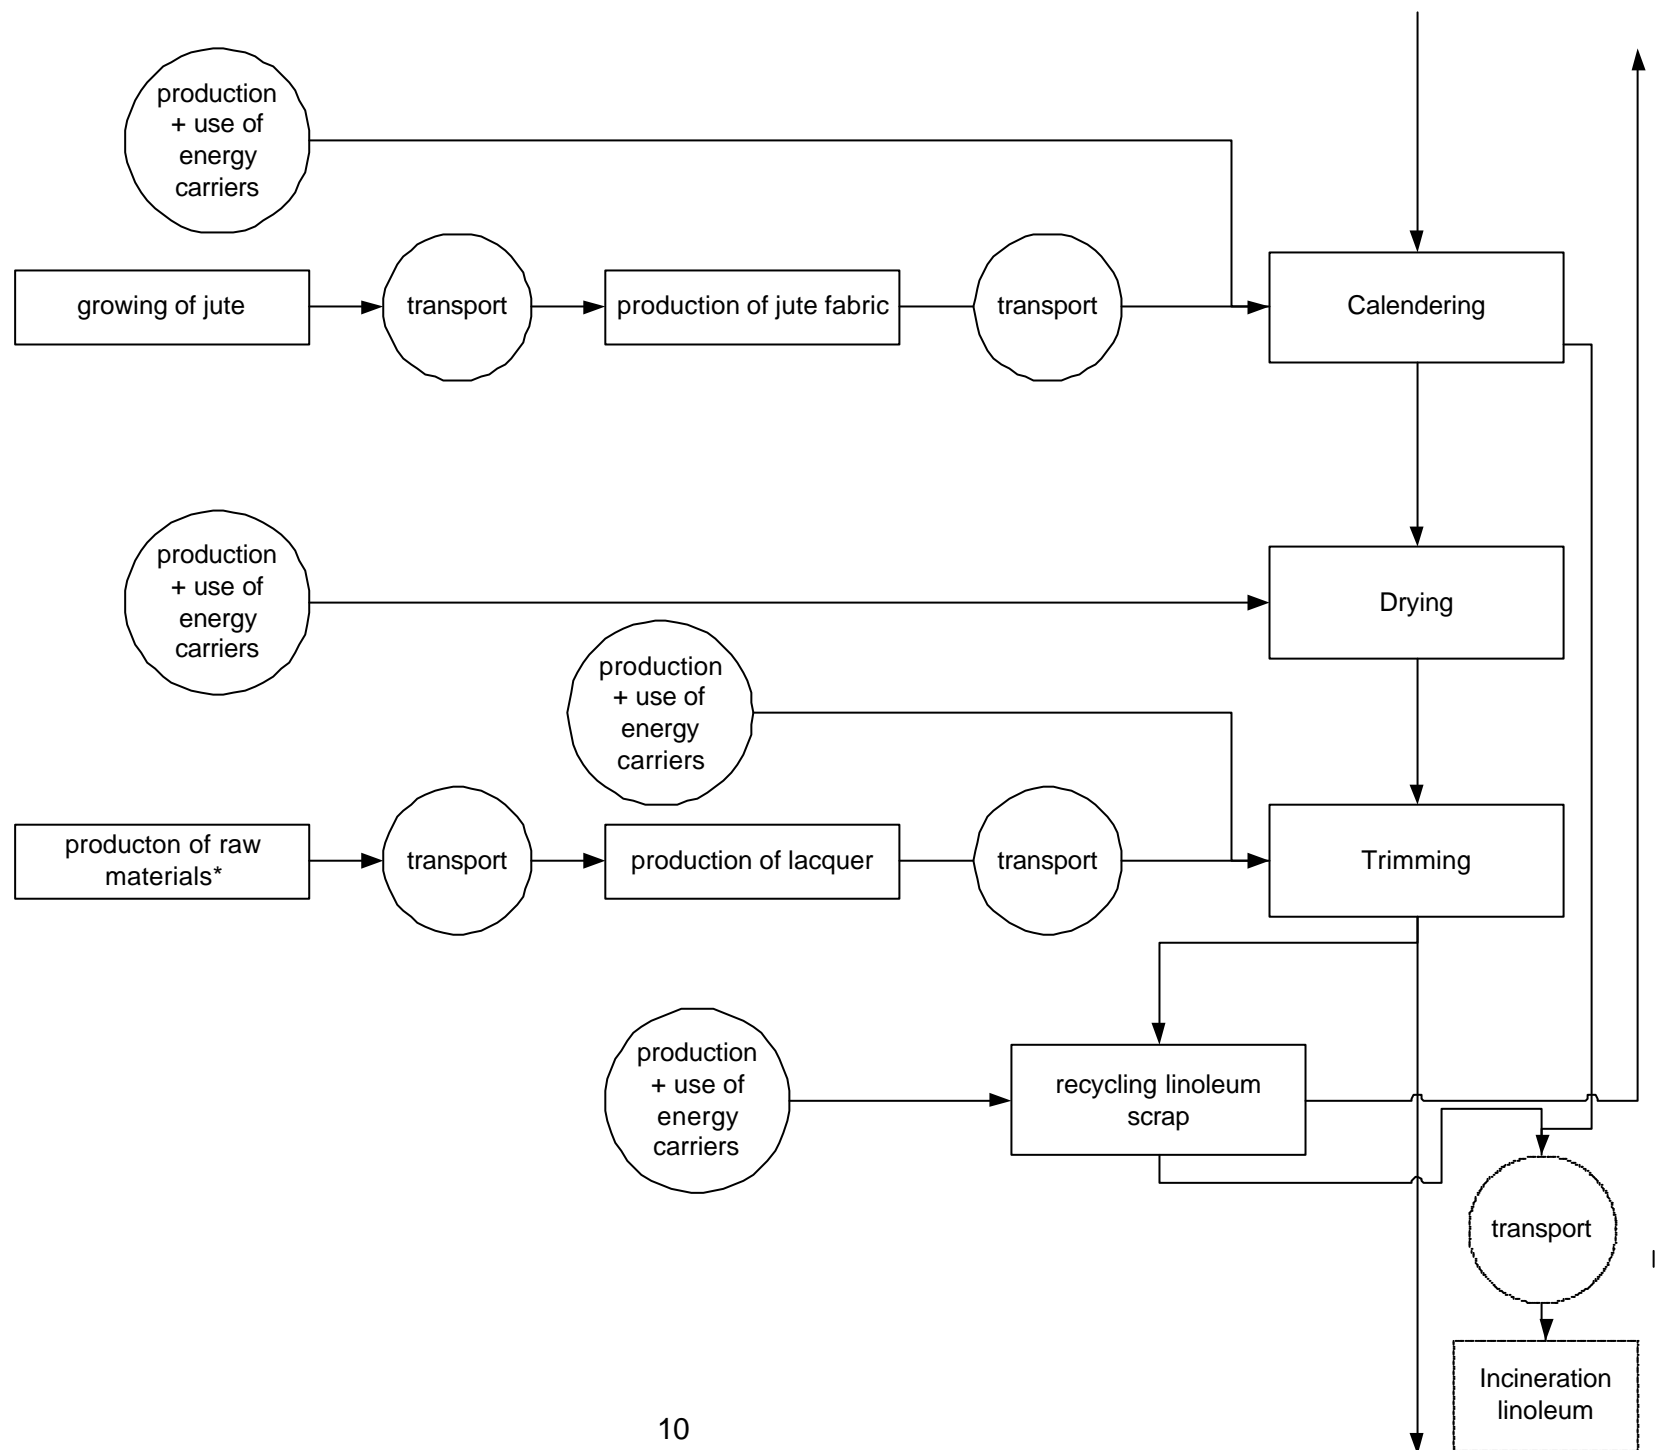 production
+ use of
energy
carriers
growing of jute
transport
production of jute fabric
transport
Calendering
production
+ use of
energy
carriers
Drying
production
+ use of
energy
carriers
producton of raw
materials*
transport
production of lacquer
transport
Trimming
production
+ use of
energy
carriers
recycling linoleum
scrap
transport
Incineration
linoleum
10